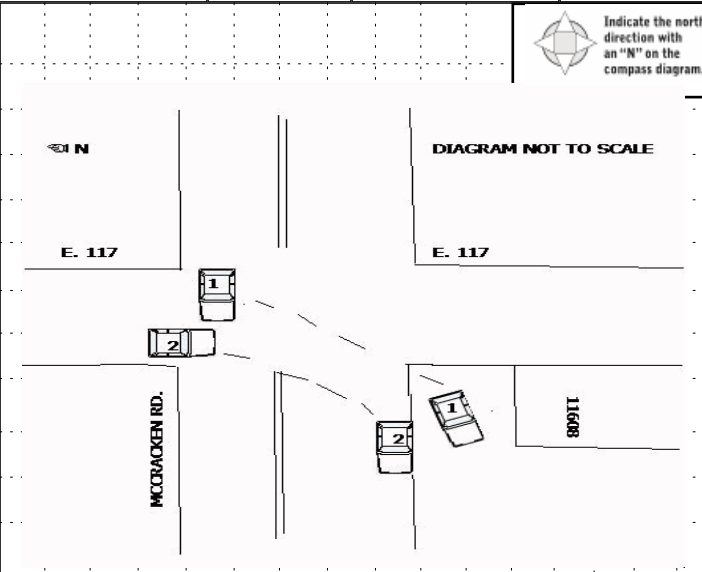 Indicate the north
direction with
an “N” on the
compass diagram.
N
DIAGRAM NOT TO SCALE
E. 117
E. 117
1
2
MCCRACKEN RD.
1
2
11608